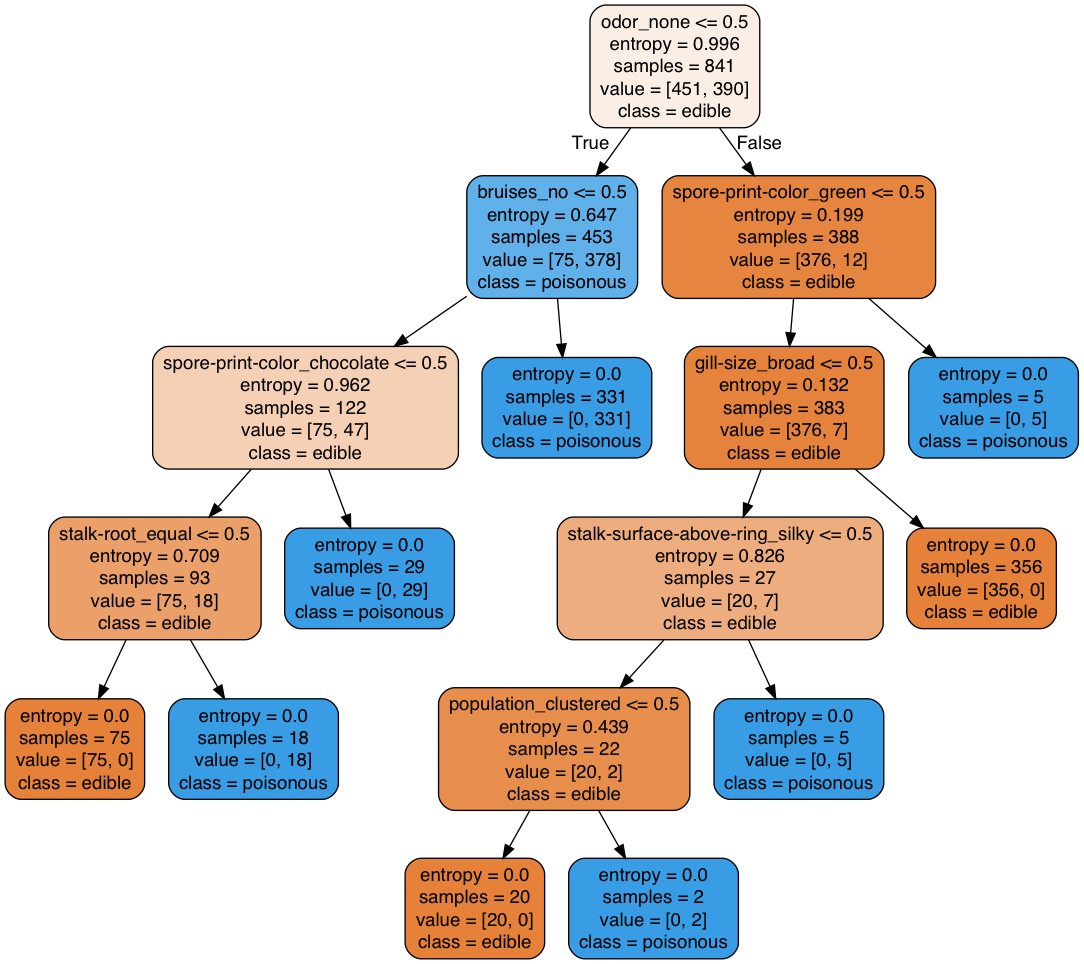 odor_none <= 0.5
entropy = 0.996
samples = 841
value = [451, 390]
class = edible
True
False
bruises_no <= 0.5
entropy = 0.647
samples = 453
value = [75, 378]
class = poisonous
spore-print-color_green <= 0.5
entropy = 0.199
samples = 388
value = [376, 12]
class = edible
spore-print-color_chocolate <= 0.5
entropy = 0.962
samples = 122
value = [75, 47]
class = edible
entropy = 0.0
samples = 331
value = [0, 331]
class = poisonous
gill-size_broad <= 0.5
entropy = 0.132
samples = 383
value = [376, 7]
class = edible
entropy = 0.0
samples = 5
value = [0, 5]
class = poisonous
stalk-root_equal <= 0.5
entropy = 0.709
samples = 93
value = [75, 18]
class = edible
entropy = 0.0
samples = 29
value = [0, 29]
class = poisonous
stalk-surface-above-ring_silky <= 0.5
entropy = 0.826
samples = 27
value = [20, 7]
class = edible
entropy = 0.0
samples = 356
value = [356, 0]
class = edible
entropy = 0.0
samples = 75
value = [75, 0]
class = edible
entropy = 0.0
samples = 18
value = [0, 18]
class = poisonous
population_clustered <= 0.5
entropy = 0.439
samples = 22
value = [20, 2]
class = edible
entropy = 0.0
samples = 5
value = [0, 5]
class = poisonous
entropy = 0.0
samples = 20
value = [20, 0]
class = edible
entropy = 0.0
samples = 2
value = [0, 2]
class = poisonous